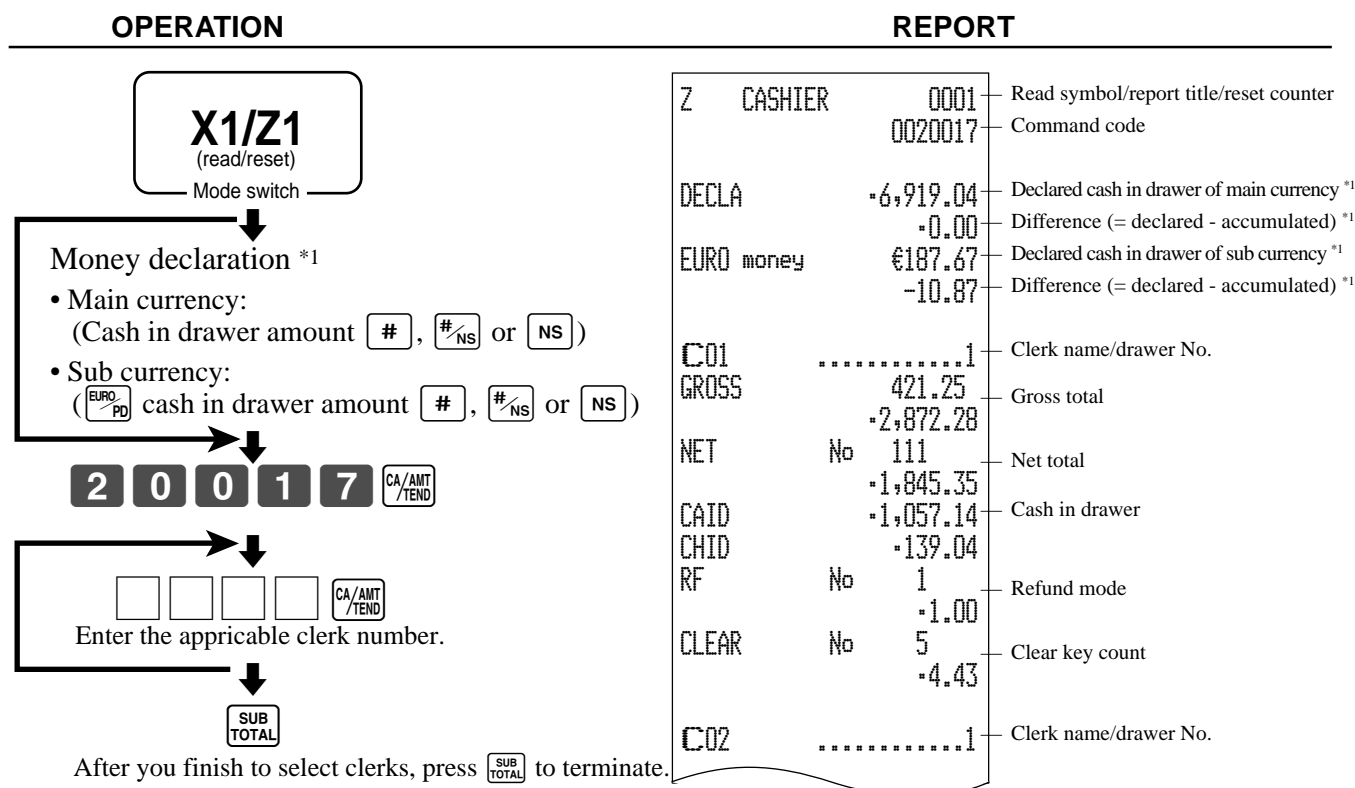 OPERATION
REPORT
X1/Z1
(read/reset)
Mode switch
Money declaration *1
• Main currency:
(Cash in drawer amount #, #/NS or NS)
• Sub currency:
(EURO/PD cash in drawer amount #, #/NS or NS)
2 0 0 1 7 CA/AMT/TEND
CA/AMT/TEND
Enter the appricable clerk number.
SUB TOTAL
After you finish to select clerks, press SUB TOTAL to terminate.
Z CASHIER 0001 Read symbol/report title/reset counter
0020017 Command code
DECLA •6,919.04 Declared cash in drawer of main currency *1
•0.00 Difference (= declared - accumulated) *1
EURO money €187.67 Declared cash in drawer of sub currency *1
-10.87 Difference (= declared - accumulated) *1
C01 ............1 Clerk name/drawer No.
GROSS 421.25
Gross total
•2,872.28
NET No 111
Net total
•1,845.35
CAID •1,057.14 Cash in drawer
CHID •139.04
RF No 1
Refund mode
•1.00
CLEAR No 5
Clear key count
•4.43
C02 ............1 Clerk name/drawer No.